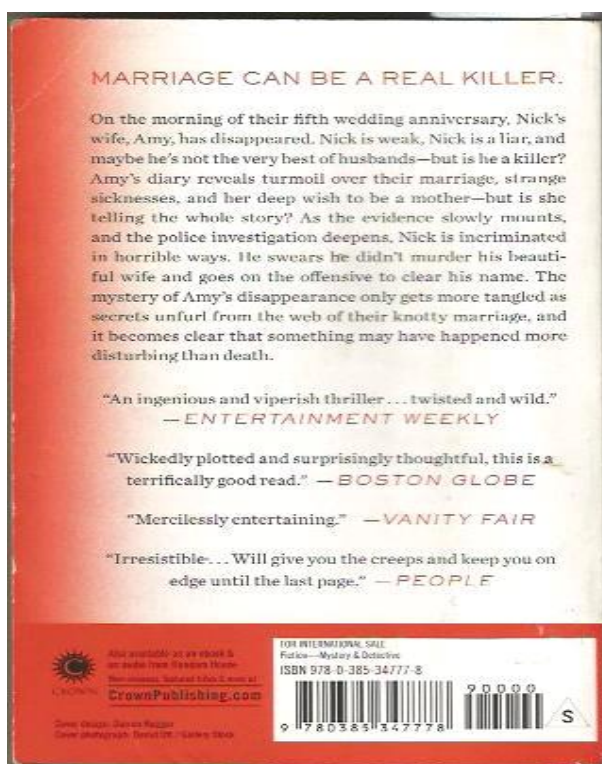 MARRIAGE CAN BE A REAL KILLER.
On the morning of their fifth wedding anniversary, Nick's
wife, Amy, has disappeared. Nick is weak, Nick is a liar, and
maybe he's not the very best of husbands—but is he a killer?
Amy's diary reveals turmoil over their marriage, strange
sicknesses, and her deep wish to be a mother—but is she
telling the whole story? As the evidence slowly mounts,
and the police investigation deepens, Nick is incriminated
in horrible ways. He swears he didn't murder his beauti-
ful wife and goes on the offensive to clear his name. The
mystery of Amy's disappearance only gets more tangled as
secrets unfurl from the web of their knotty marriage, and
it becomes clear that something may have happened more
disturbing than death.
"An ingenious and viperish thriller . . . twisted and wild."
—ENTERTAINMENT WEEKLY
"Wickedly plotted and surprisingly thoughtful, this is a
terrifically good read." —BOSTON GLOBE
"Mercilessly entertaining." —VANITY FAIR
"Irresistible . . . Will give you the creeps and keep you on
edge until the last page." —PEOPLE
CROWN
Also available as an ebook &
on audio from Random House
CrownPublishing.com
Cover design:
Cover photograph:
FOR INTERNATIONAL SALE
Fiction—Mystery & Detective
ISBN 978-0-385-34777-8
90000
9 780385 347778
S